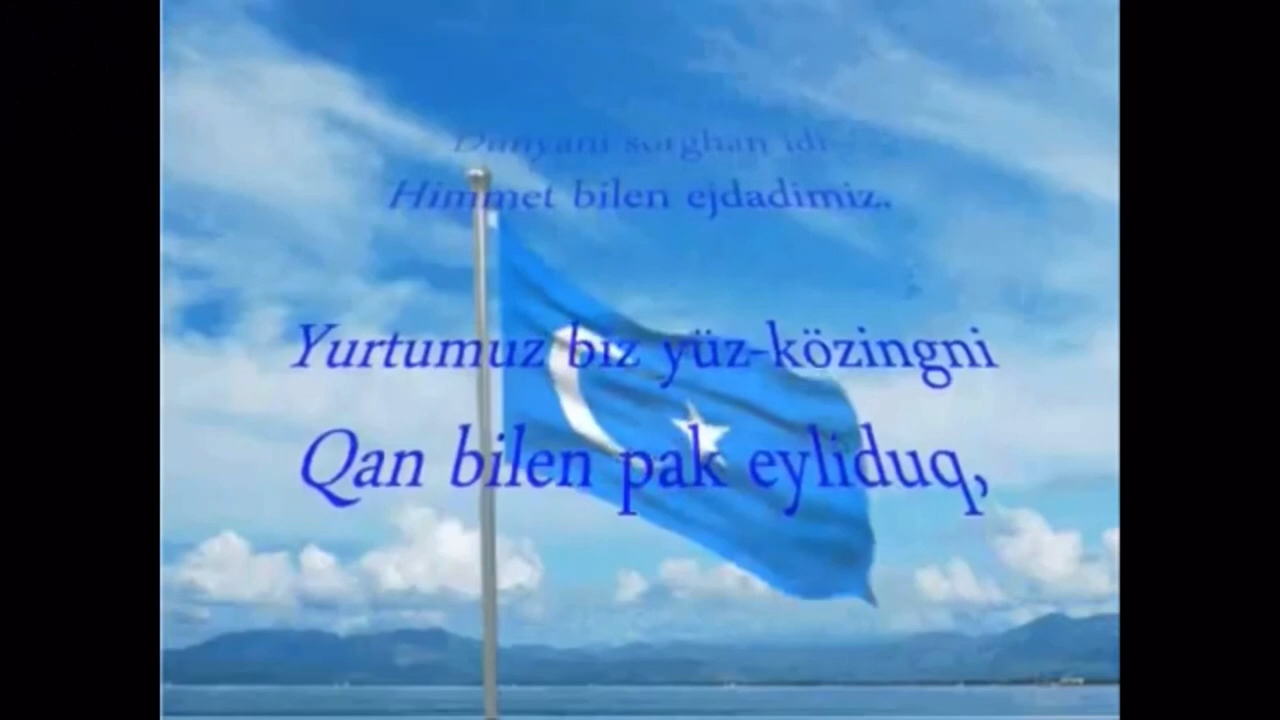 Dunyani sorghan idi
Himmet bilen ejdadimiz.
Yurtumuz biz yüz-közingni
Qan bilen pak eyliduq,